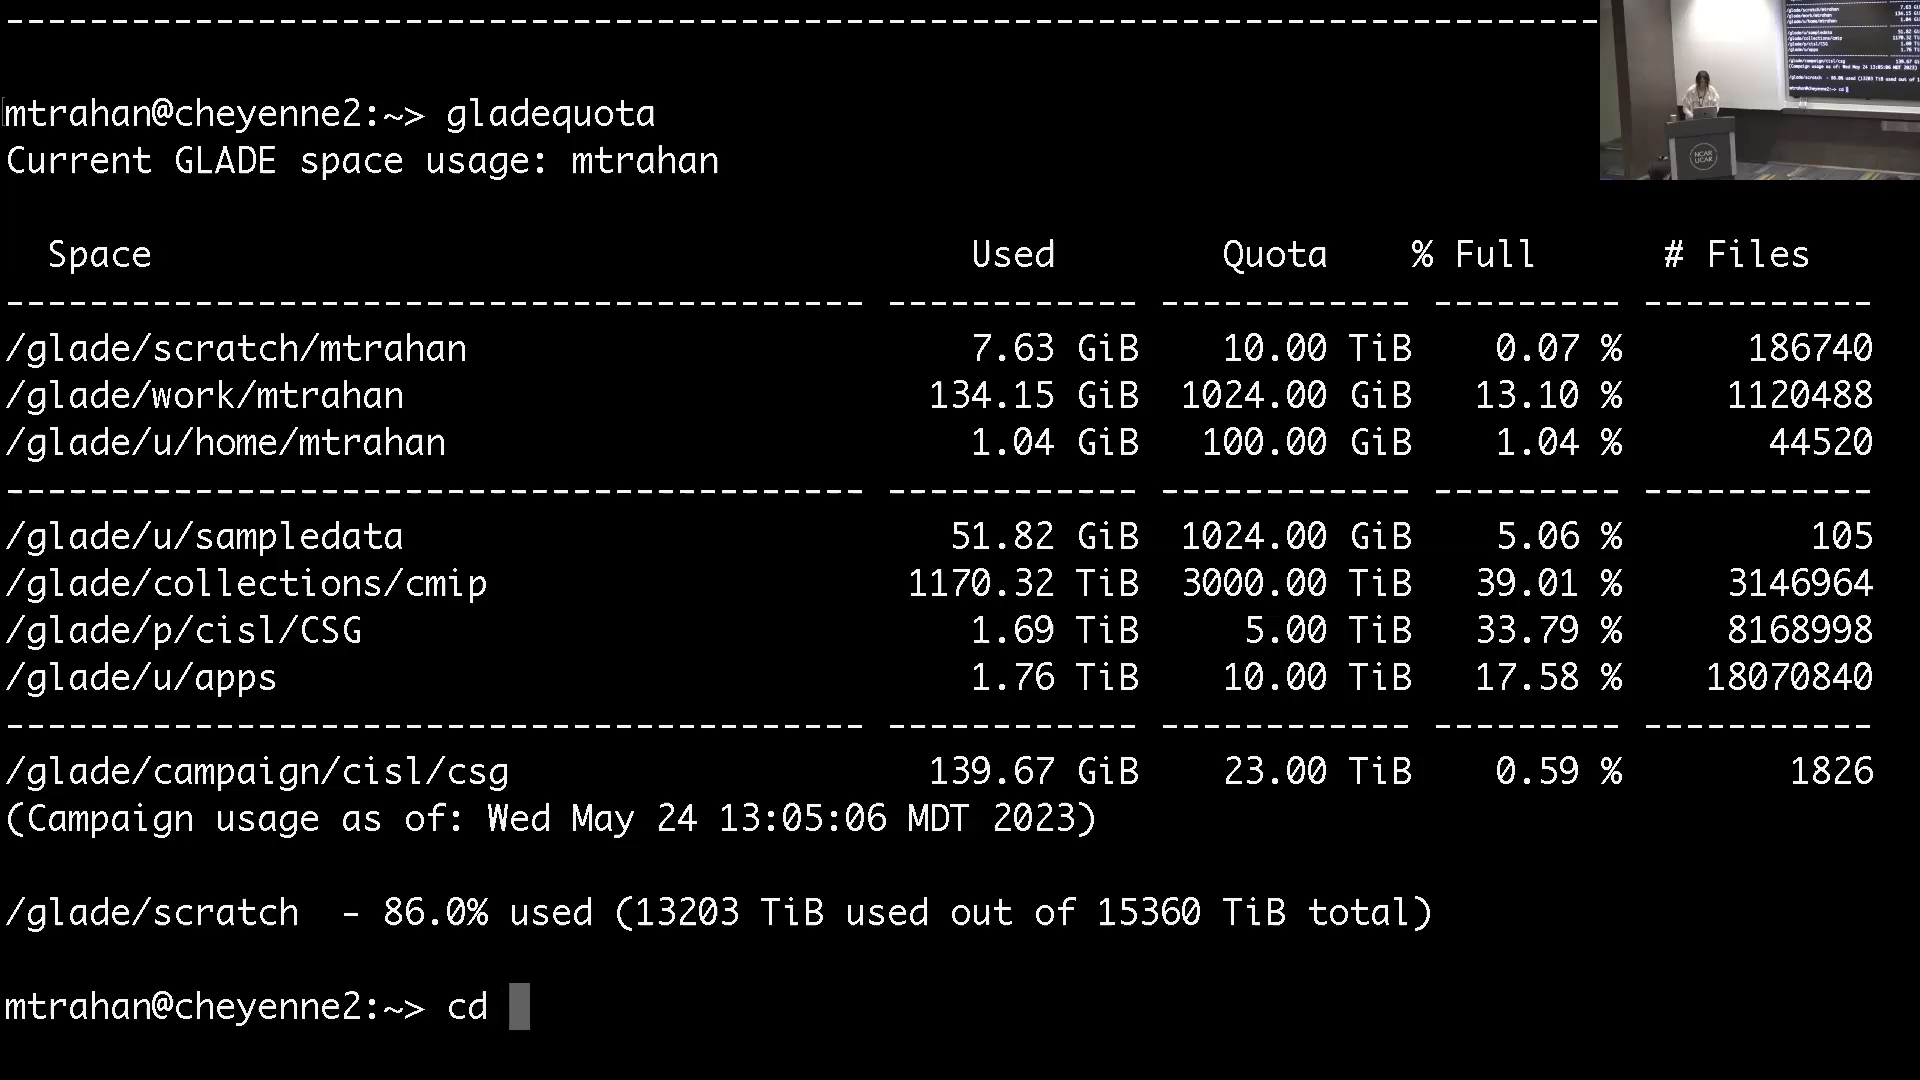 --------------------------------------------------------------------------------
mtrahan@cheyenne2:~> gladequota
Current GLADE space usage: mtrahan
Space Used Quota % Full # Files
----------------------------------------- ------------ ------------ --------- -----------
/glade/scratch/mtrahan 7.63 GiB 10.00 TiB 0.07 % 186740
/glade/work/mtrahan 134.15 GiB 1024.00 GiB 13.10 % 1120488
/glade/u/home/mtrahan 1.04 GiB 100.00 GiB 1.04 % 44520
----------------------------------------- ------------ ------------ --------- -----------
/glade/u/sampledata 51.82 GiB 1024.00 GiB 5.06 % 105
/glade/collections/cmip 1170.32 TiB 3000.00 TiB 39.01 % 3146964
/glade/p/cisl/CSG 1.69 TiB 5.00 TiB 33.79 % 8168998
/glade/u/apps 1.76 TiB 10.00 TiB 17.58 % 18070840
----------------------------------------- ------------ ------------ --------- -----------
/glade/campaign/cisl/csg 139.67 GiB 23.00 TiB 0.59 % 1826
(Campaign usage as of: Wed May 24 13:05:06 MDT 2023)
/glade/scratch - 86.0% used (13203 TiB used out of 15360 TiB total)
mtrahan@cheyenne2:~> cd
NCAR
UCAR